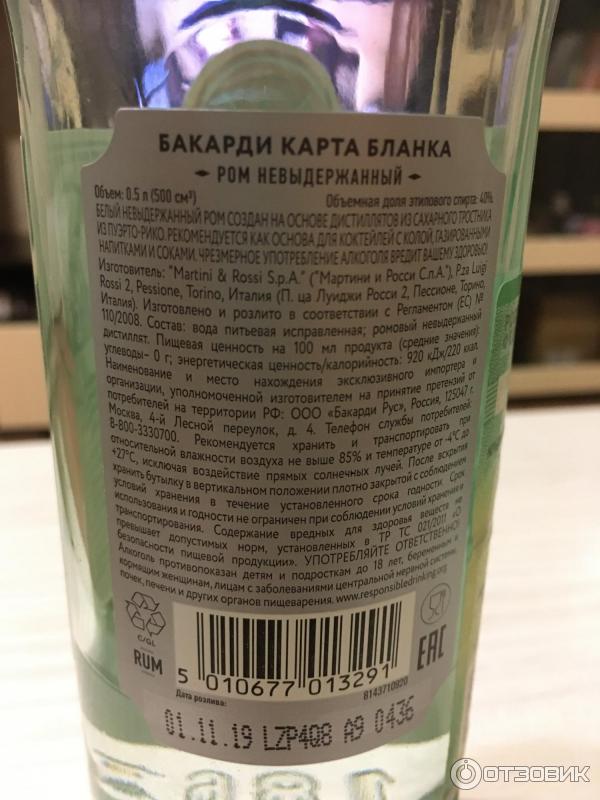 БАКАРДИ КАРТА БЛАНКА
РОМ НЕВЫДЕРЖАННЫЙ
Объем: 0.5 л (500 см³) Объемная доля этилового спирта: 40%
БЕЛЫЙ НЕВЫДЕРЖАННЫЙ РОМ СОЗДАН НА ОСНОВЕ ДИСТИЛЛЯТОВ ИЗ САХАРНОГО ТРОСТНИКА
ИЗ ПУЭРТО-РИКО. РЕКОМЕНДУЕТСЯ КАК ОСНОВА ДЛЯ КОКТЕЙЛЕЙ С КОЛОЙ, ГАЗИРОВАННЫМИ
НАПИТКАМИ И СОКАМИ. ЧРЕЗМЕРНОЕ УПОТРЕБЛЕНИЕ АЛКОГОЛЯ ВРЕДИТ ВАШЕМУ ЗДОРОВЬЮ!
Изготовитель: "Martini & Rossi S.p.A." ("Мартини и Росси С.п.А."), P.za Luigi
Rossi 2, Pessione, Torino, Италия (П. ца Луиджи Росси 2, Пессионе, Торино,
Италия). Изготовлено и розлито в соответствии с Регламентом (ЕС) №
110/2008. Состав: вода питьевая исправленная; ромовый невыдержанный
дистиллят. Пищевая ценность на 100 мл продукта (средние значения):
углеводы– 0 г; энергетическая ценность/калорийность: 920 кДж/220 ккал.
Наименование и место нахождения эксклюзивного импортера и
организации, уполномоченной изготовителем на принятие претензий от
потребителей на территории РФ: ООО «Бакарди Рус», Россия, 125047 г.
Москва, 4-й Лесной переулок, д. 4. Телефон службы потребителей:
8-800-3330700. Рекомендуется хранить и транспортировать при
относительной влажности воздуха не выше 85% и температуре от -4°С до
+27°С, исключая воздействие прямых солнечных лучей. После вскрытия
хранить бутылку в вертикальном положении плотно закрытой с соблюдением
условий хранения в течение установленного срока годности. Срок
использования и годности не ограничен при соблюдении условий хранения и
транспортирования. Содержание вредных для здоровья веществ не
превышает допустимых норм, установленных в ТР ТС 021/2011 «О
безопасности пищевой продукции». УПОТРЕБЛЯЙТЕ ОТВЕТСТВЕННО!
Алкоголь противопоказан детям и подросткам до 18 лет, беременным и
кормящим женщинам, лицам с заболеваниями центральной нервной системы,
почек, печени и других органов пищеварения. www.responsibledrinking.org
C/GL
RUM
EAC
5 010677 013291
Дата розлива: 8143710920
01.11.19 LZP4Q8 A9 0436
ОТЗОВИК